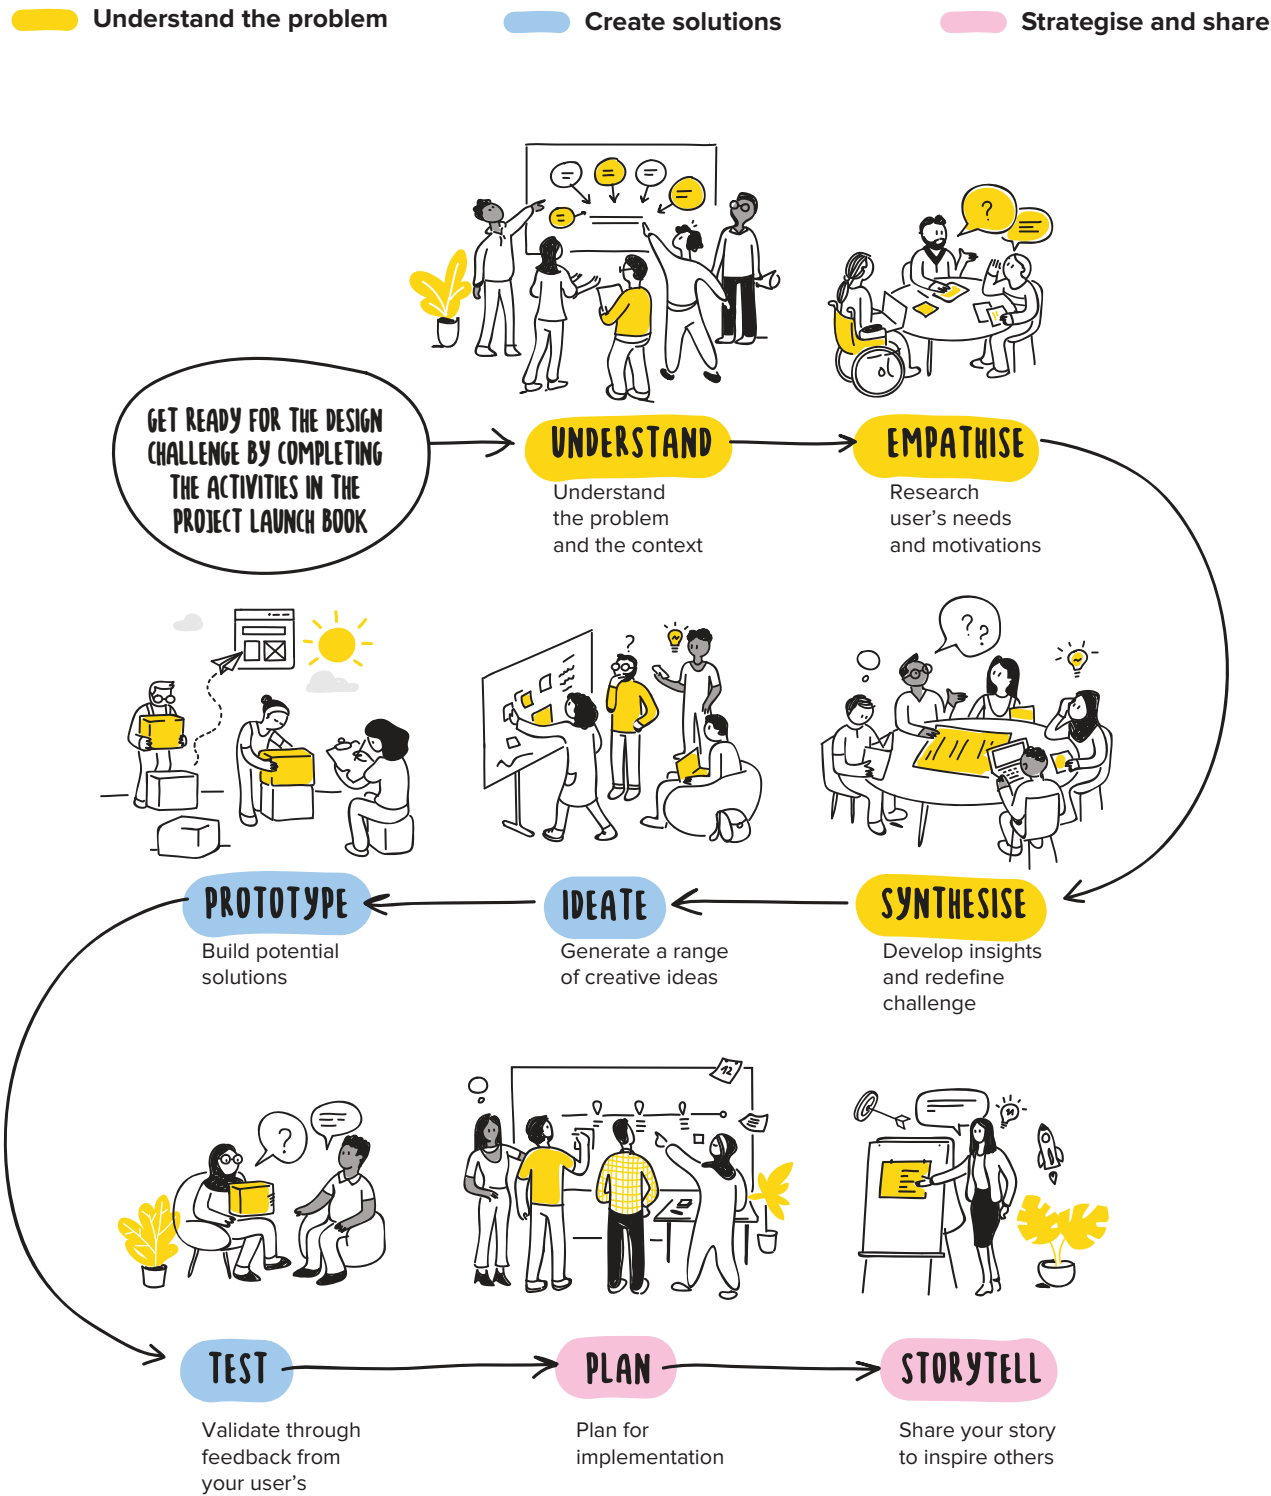 Understand the problem
Create solutions
Strategise and share
?
GET READY FOR THE DESIGN
CHALLENGE BY COMPLETING
THE ACTIVITIES IN THE
PROJECT LAUNCH BOOK
UNDERSTAND
Understand
the problem
and the context
EMPATHISE
Research
user's needs
and motivations
?
? ?
PROTOTYPE
Build potential
solutions
IDEATE
Generate a range
of creative ideas
SYNTHESISE
Develop insights
and redefine
challenge
12
?
TEST
Validate through
feedback from
your user's
PLAN
Plan for
implementation
STORYTELL
Share your story
to inspire others